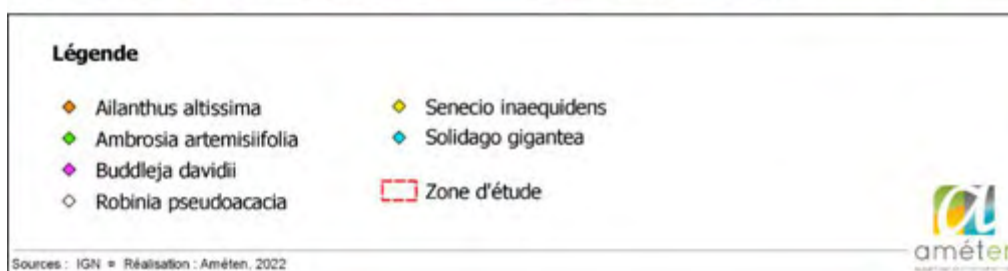 Légende
Ailanthus altissima
Ambrosia artemisiifolia
Buddleja davidii
Robinia pseudoacacia
Senecio inaequidens
Solidago gigantea
Zone d'étude
Sources : IGN ¤ Réalisation : Améten, 2022
améten